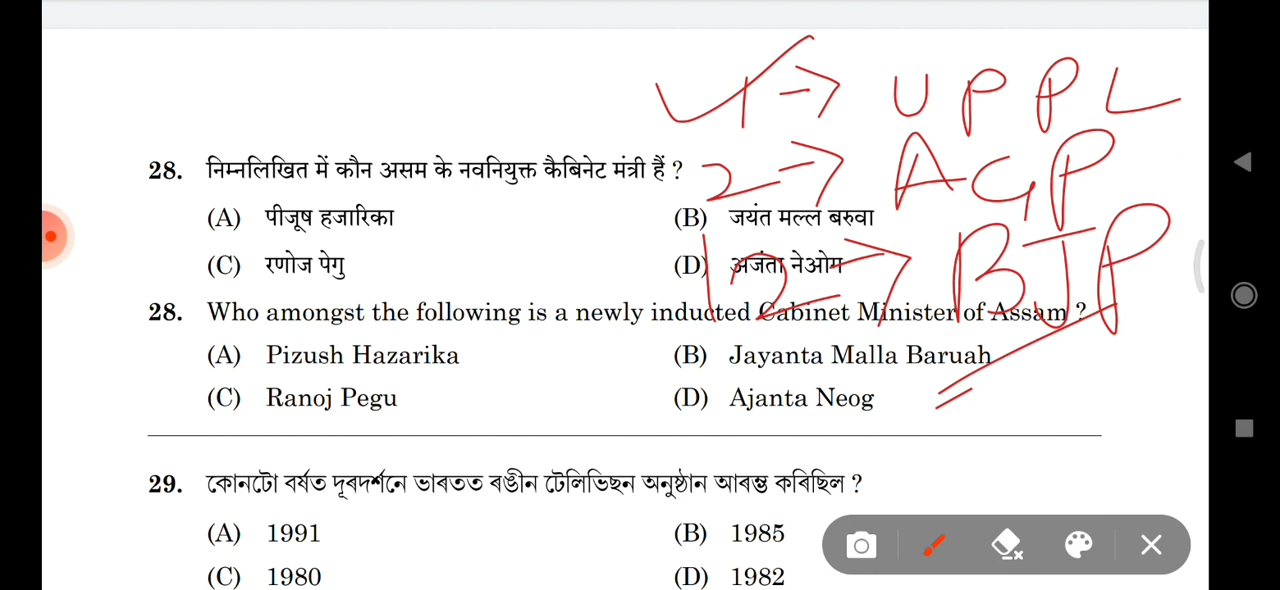 1 ⇒ UPPL
28. निम्नलिखित में कौन असम के नवनियुक्त कैबिनेट मंत्री हैं ?
2 ⇒ AGP
(A) पीजूष हजारिका (B) जयंत मल्ल बरुवा
(C) रणोज पेगु (D) अजंता नेओग
12 ⇒ BJP
28. Who amongst the following is a newly inducted Cabinet Minister of Assam ?
(A) Pizush Hazarika (B) Jayanta Malla Baruah
(C) Ranoj Pegu (D) Ajanta Neog
29. কোনটো বৰ্ষত দূৰদৰ্শনে ভাৰতত ৰঙীন টেলিভিছন অনুষ্ঠান আৰম্ভ কৰিছিল ?
(A) 1991 (B) 1985
(C) 1980 (D) 1982